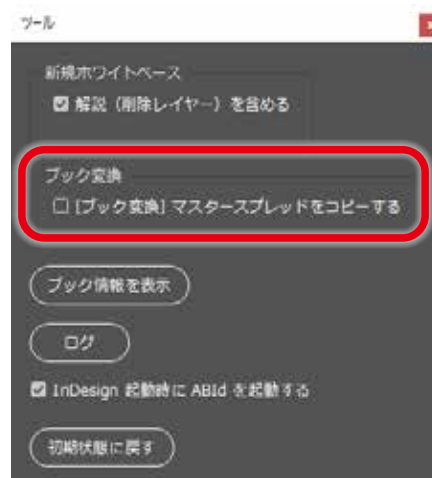 ツール
新規ホワイトベース
解説（削除レイヤー）を含める
ブック変換
[ブック変換] マスタースプレッドをコピーする
ブック情報を表示
ログ
InDesign 起動時に ABId を起動する
初期状態に戻す